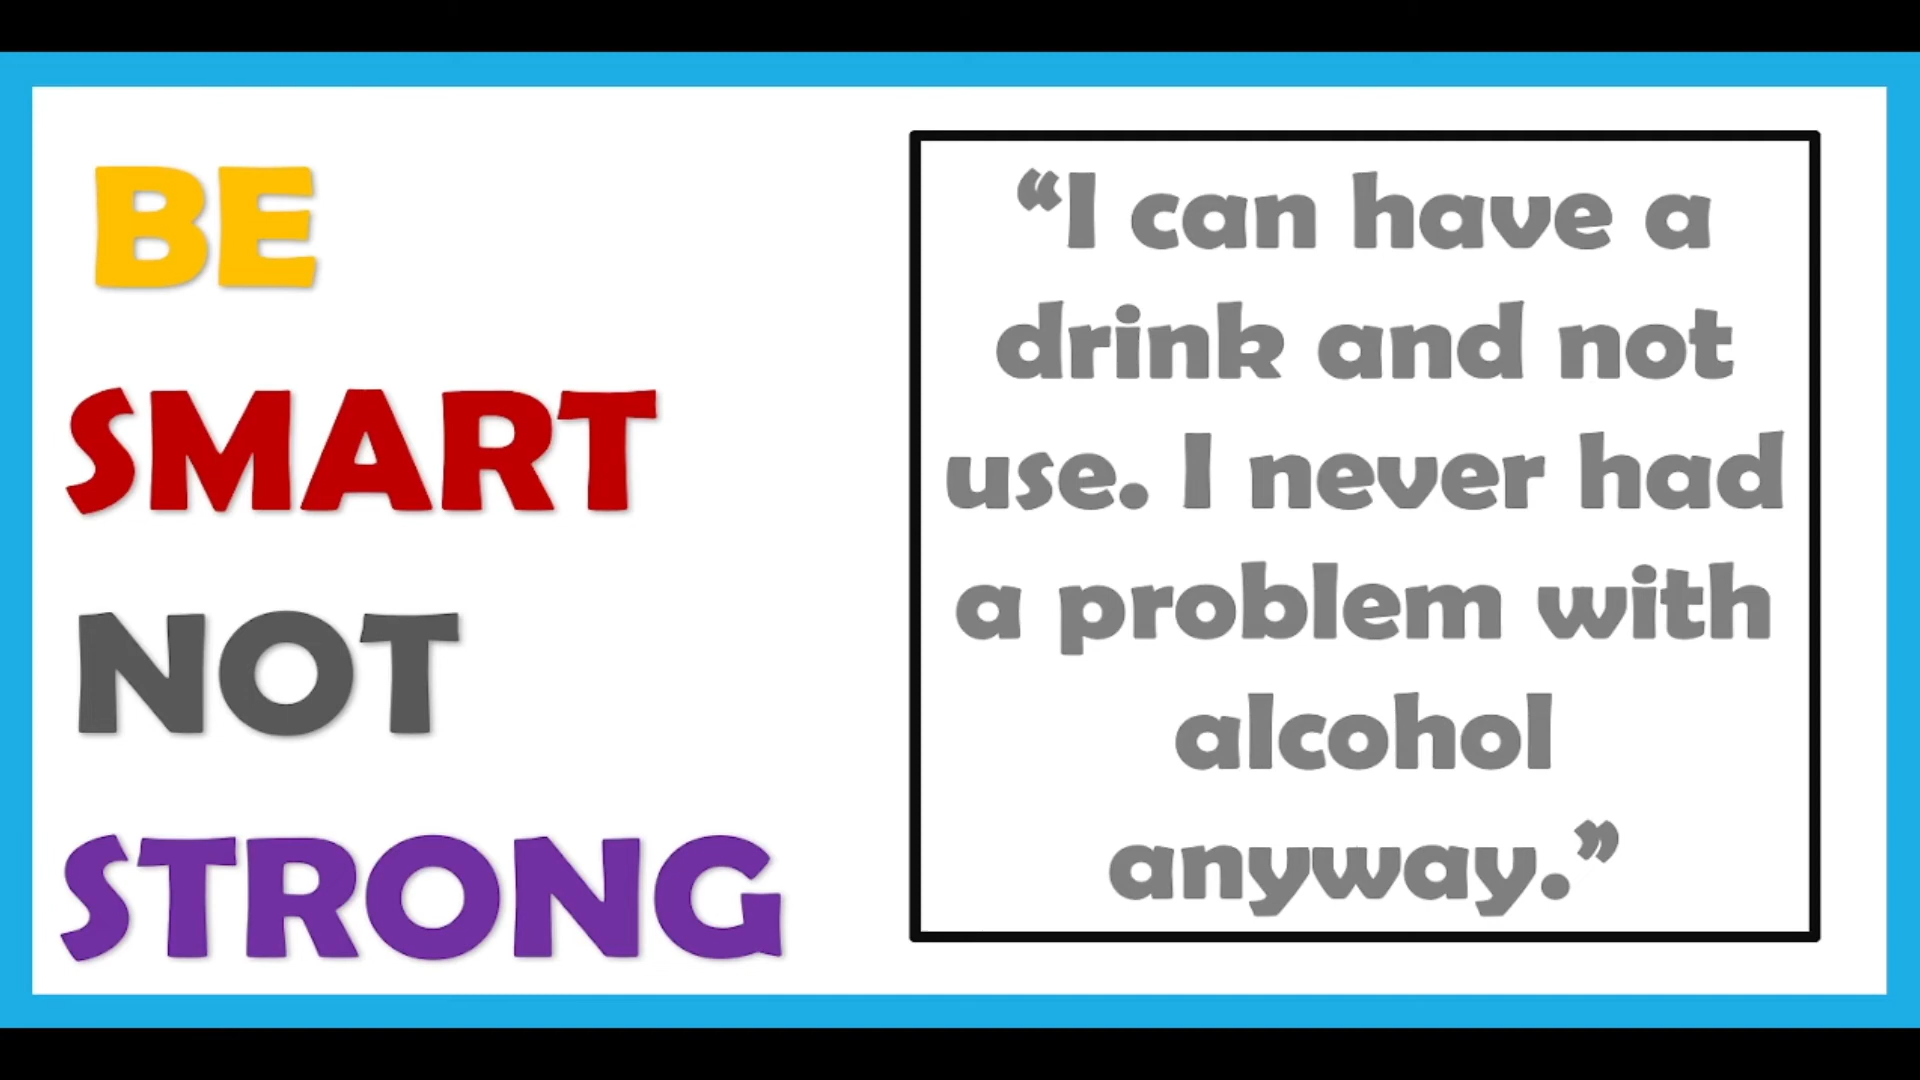 BE
SMART
NOT
STRONG
“I can have a
drink and not
use. I never had
a problem with
alcohol
anyway.”